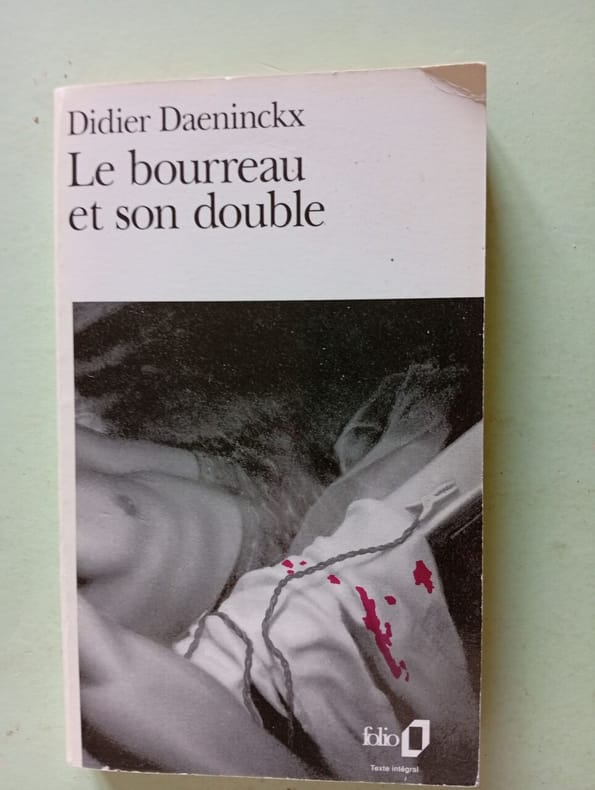 Didier Daeninckx
Le bourreau
et son double
folio
Texte intégral